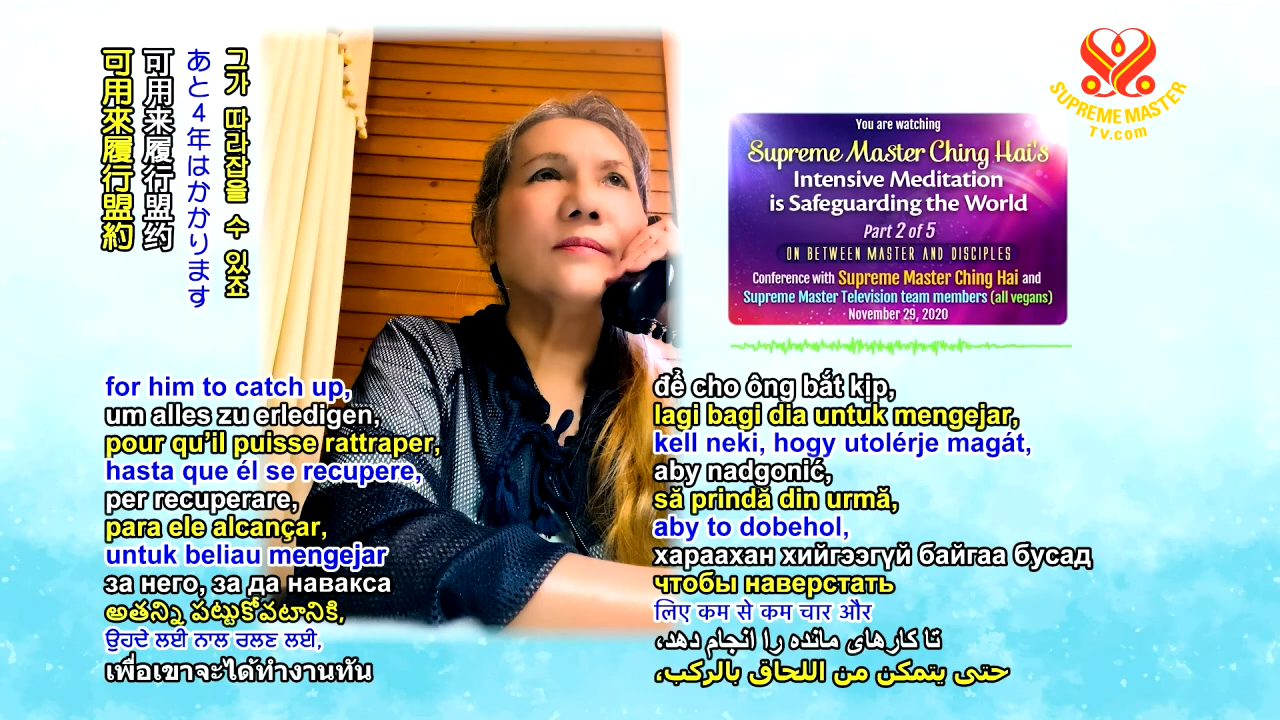 可用來履行盟約
可用来履行盟约
あと4年はかかります
그가 따라잡을 수 있죠
SUPREME MASTER
TV.com
You are watching
Supreme Master Ching Hai's
Intensive Meditation
is Safeguarding the World
Part 2 of 5
ON BETWEEN MASTER AND DISCIPLES
Conference with Supreme Master Ching Hai and
Supreme Master Television team members (all vegans)
November 29, 2020
for him to catch up,
um alles zu erledigen,
pour qu’il puisse rattraper,
hasta que él se recupere,
per recuperare,
para ele alcançar,
untuk beliau mengejar
за него, за да навакса
అతన్ని పట్టుకోవటానికి,
ਉਹਦੇ ਲਈ ਨਾਲ ਰਲਣ ਲਈ,
เพื่อเขาจะได้ทำงานทัน
để cho ông bắt kịp,
lagi bagi dia untuk mengejar,
kell neki, hogy utolérje magát,
aby nadgonić,
să prindă din urmă,
aby to dobehol,
хараахан хийгээгүй байгаа бусад
чтобы наверстать
लिए कम से कम चार और
تا کارهای مانده را انجام دهد،
حتى يتمكن من اللحاق بالركب،